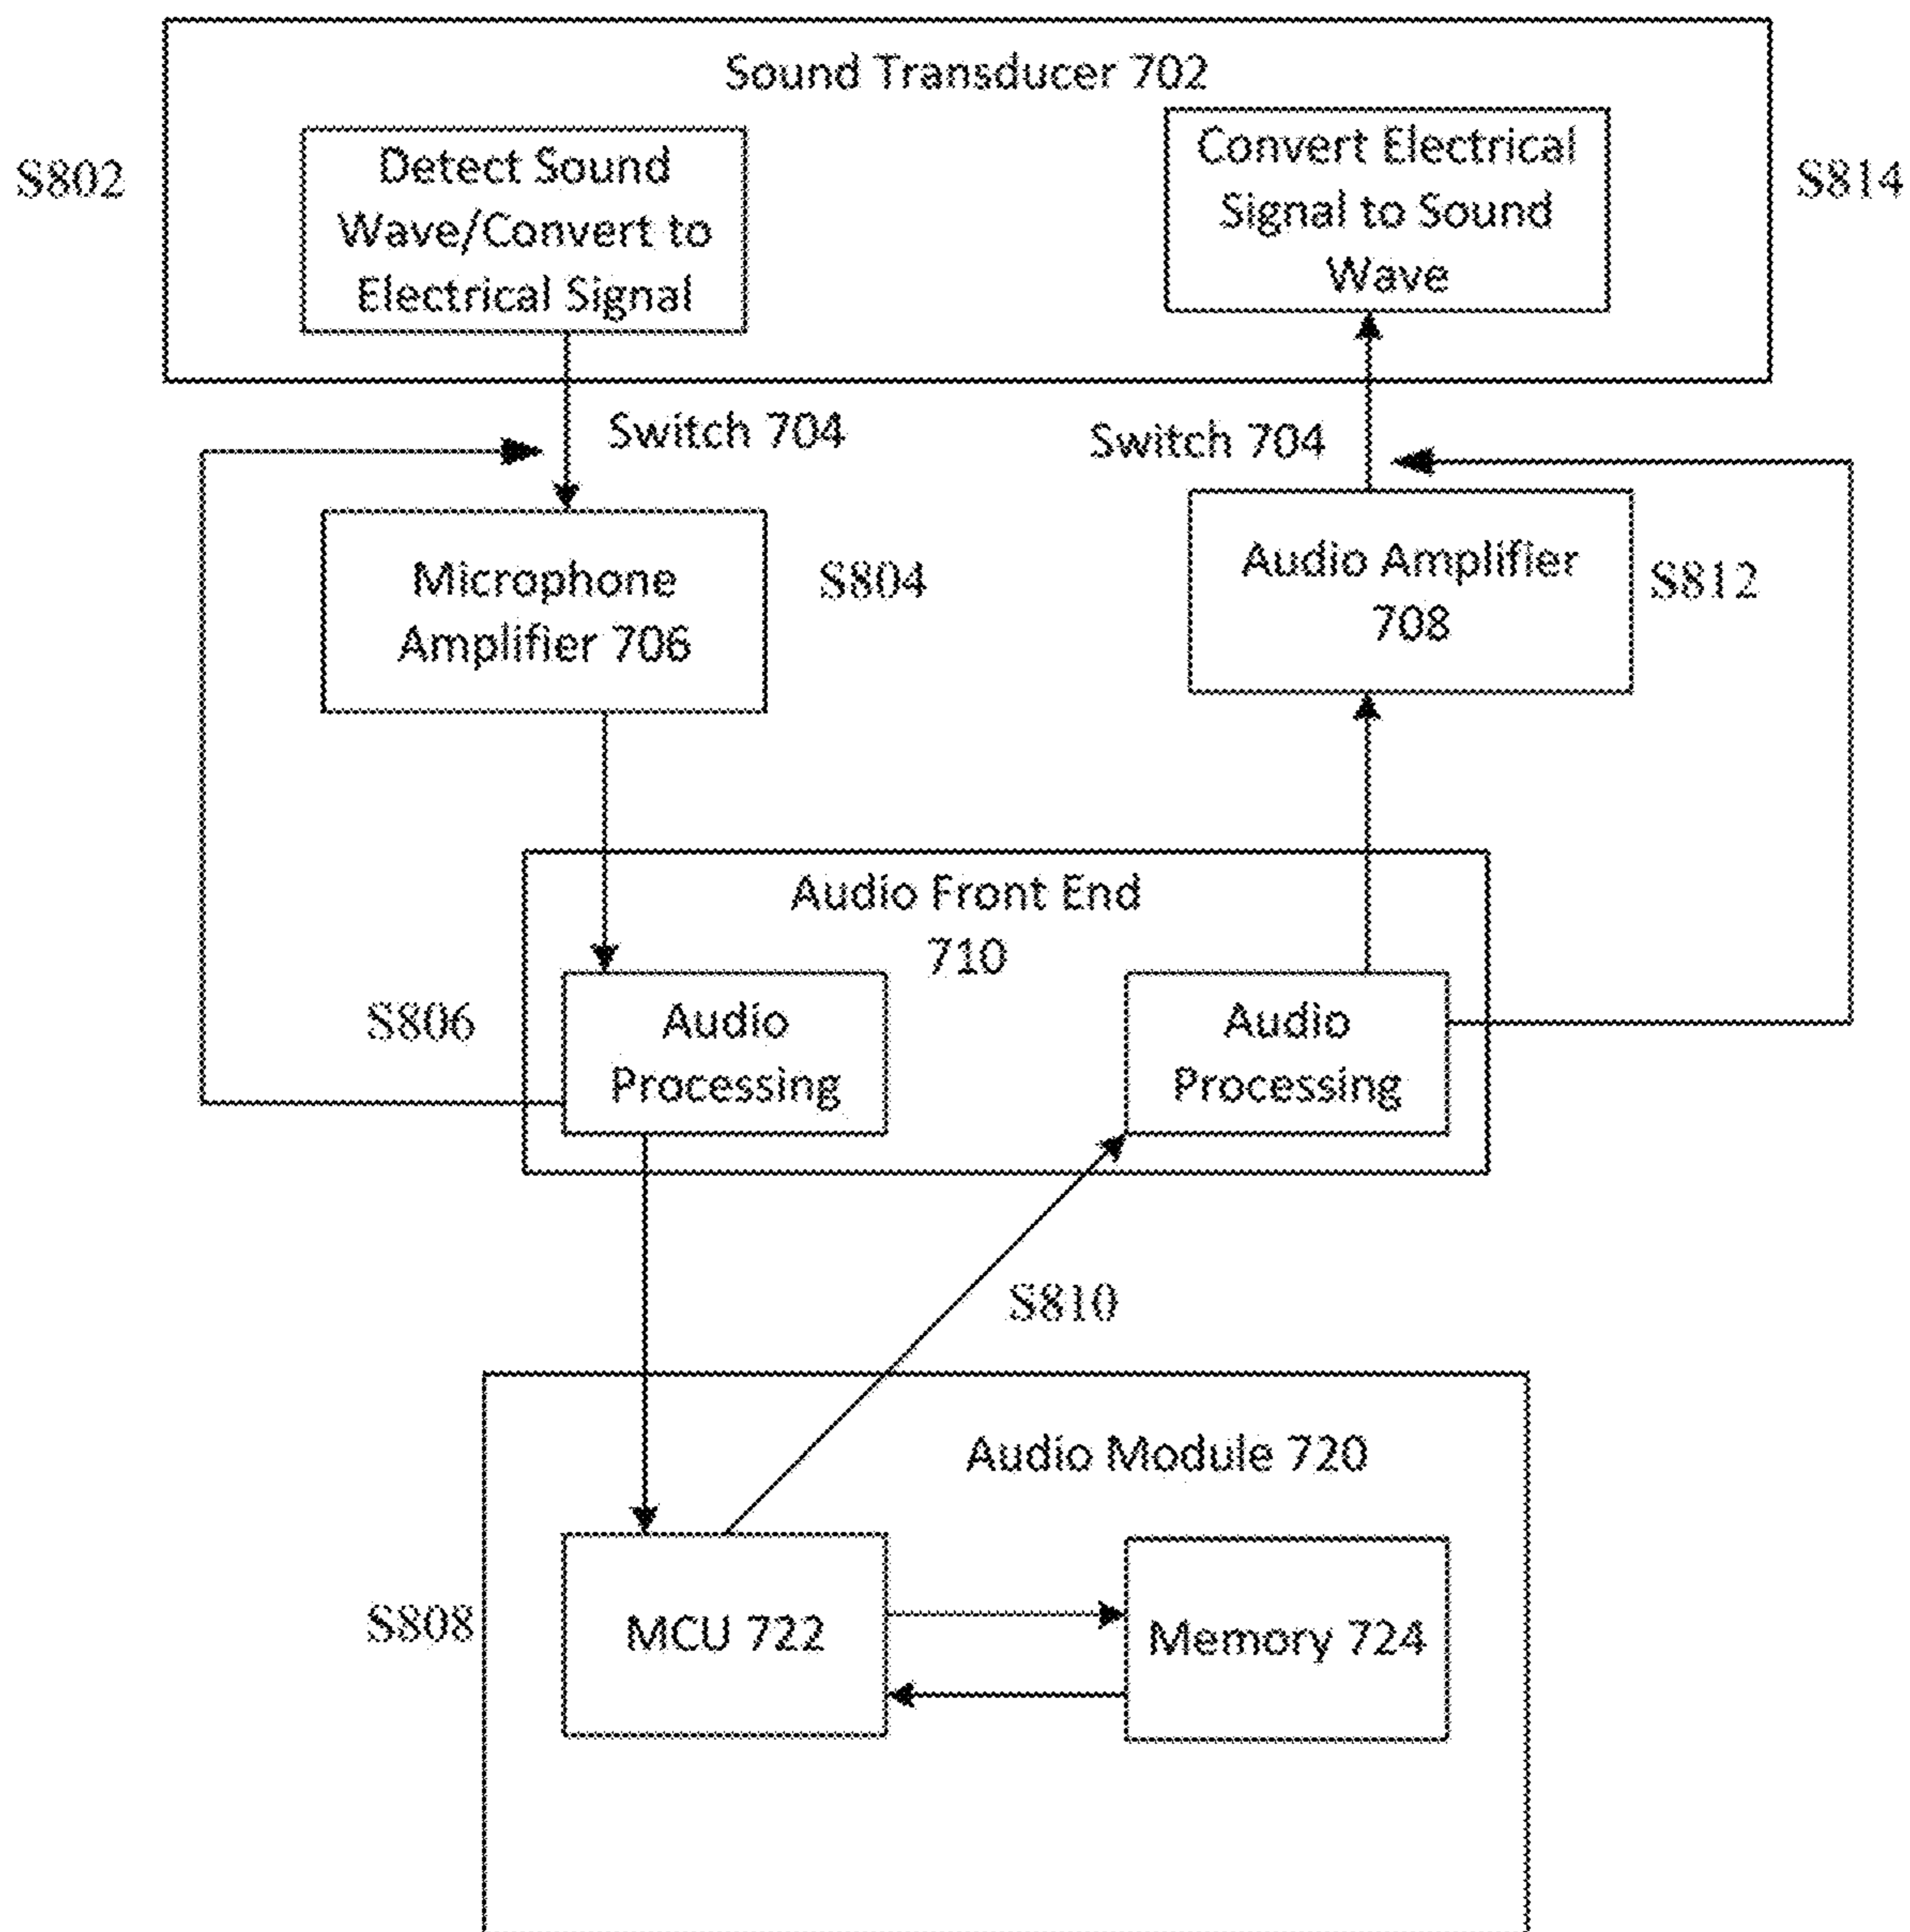 Sound Transducer 702
S802
Detect Sound
Wave/Convert to
Electrical Signal
Convert Electrical
Signal to Sound
Wave
S814
Switch 704
Switch 704
Microphone
Amplifier 706
S804
Audio Amplifier
708
S812
Audio Front End
710
S806
Audio
Processing
Audio
Processing
S810
Audio Module 720
S808
MCU 722
Memory 724